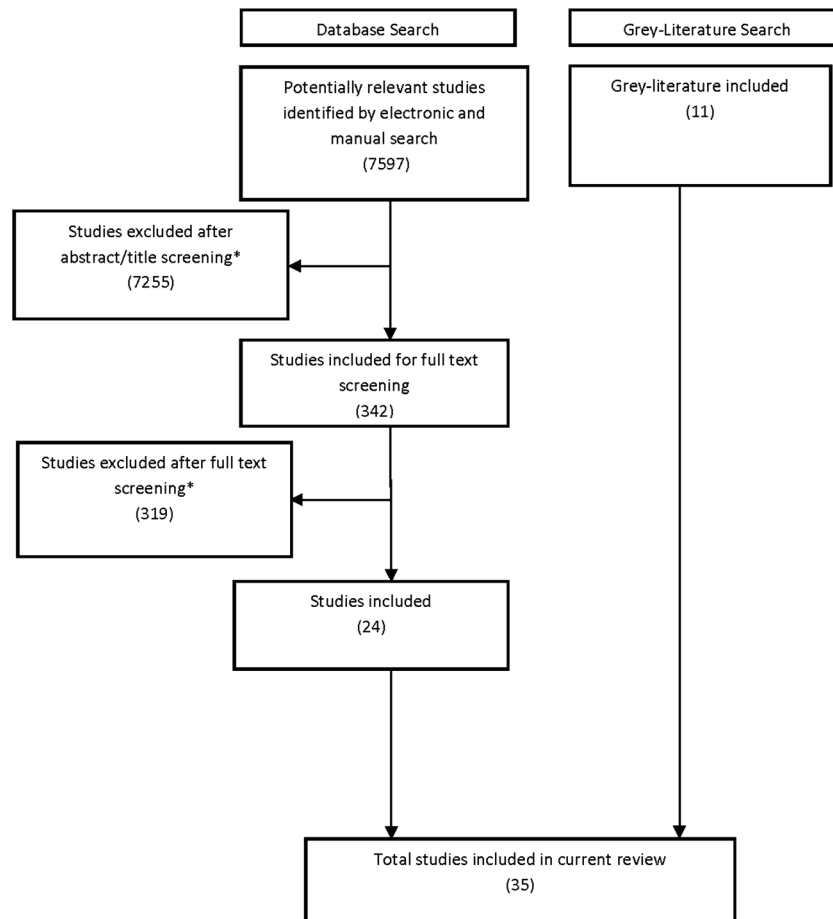 Database Search
Grey-Literature Search
Potentially relevant studies
identified by electronic and
manual search
(7597)
Grey-literature included
(11)
Studies excluded after
abstract/title screening*
(7255)
Studies included for full text
screening
(342)
Studies excluded after full text
screening*
(319)
Studies included
(24)
Total studies included in current review
(35)